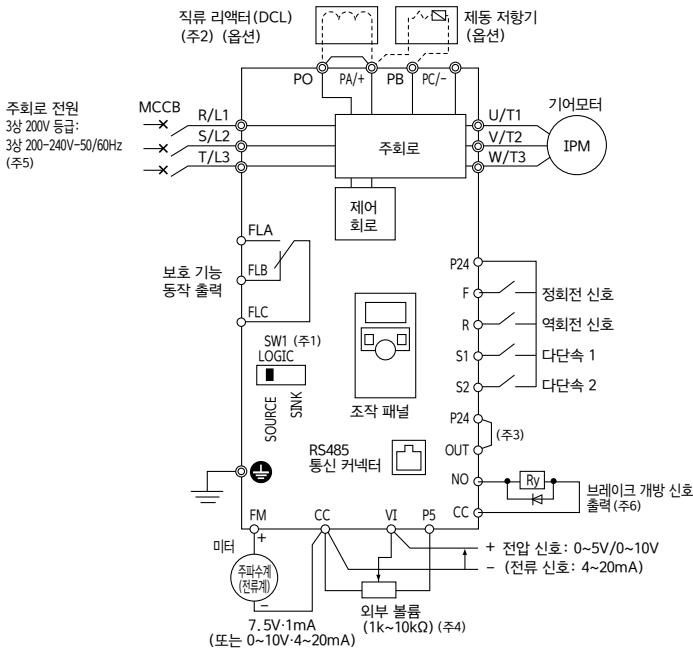 직류 리액터(DCL)
(주2) (옵션)
제동 저항기
(옵션)
PO
PA/+
PB
PC/-
주회로 전원
3상 200V 등급:
3상 200-240V-50/60Hz
(주5)
MCCB
R/L1
S/L2
T/L3
주회로
U/T1
V/T2
W/T3
기어모터
IPM
제어
회로
FLA
FLB
FLC
보호 기능
동작 출력
SW1 (주1)
LOGIC
SOURCE
SINK
조작 패널
RS485
통신 커넥터
P24
F
정회전 신호
R
역회전 신호
S1
다단속 1
S2
다단속 2
P24
(주3)
OUT
NO
Ry
CC
브레이크 개방 신호
출력 (주6)
FM
CC
VI
P5
미터
+
주파수계
(전류계)
−
7.5V·1mA
(또는 0~10V·4~20mA)
외부 볼륨
(1k~10kΩ) (주4)
+ 전압 신호: 0~5V/0~10V
− (전류 신호: 4~20mA)